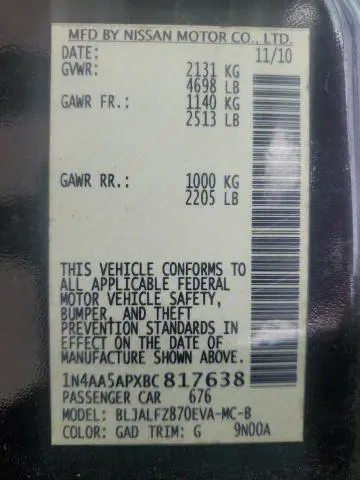 MFD BY NISSAN MOTOR CO., LTD.
DATE: 11/10
GVWR: 2131 KG
4698 LB
GAWR FR.: 1140 KG
2513 LB
GAWR RR.: 1000 KG
2205 LB
THIS VEHICLE CONFORMS TO
ALL APPLICABLE FEDERAL
MOTOR VEHICLE SAFETY,
BUMPER, AND THEFT
PREVENTION STANDARDS IN
EFFECT ON THE DATE OF
MANUFACTURE SHOWN ABOVE.
1N4AA5APXBC817638
PASSENGER CAR 676
MODEL: BLJALFZ870EVA-MC-B
COLOR: GAD TRIM: G 9N00A